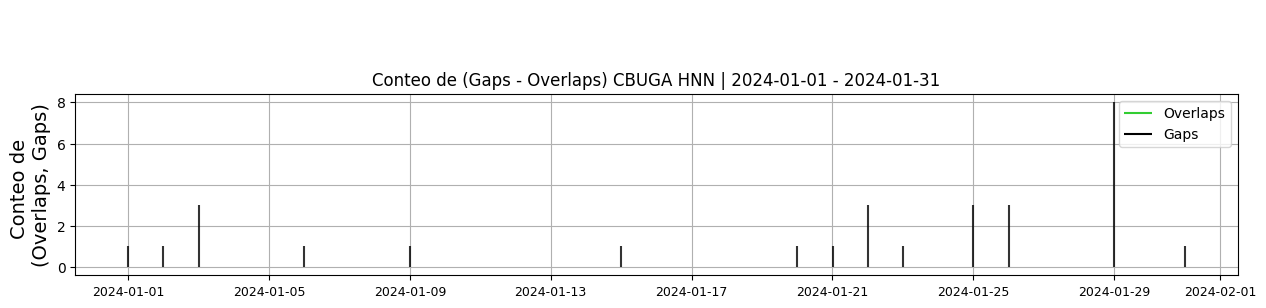 Conteo de (Gaps - Overlaps) CBUGA HNN | 2024-01-01 - 2024-01-31
Conteo de
(Overlaps, Gaps)
8
6
4
2
0
Overlaps
Gaps
2024-01-01 2024-01-05 2024-01-09 2024-01-13 2024-01-17 2024-01-21 2024-01-25 2024-01-29 2024-02-01